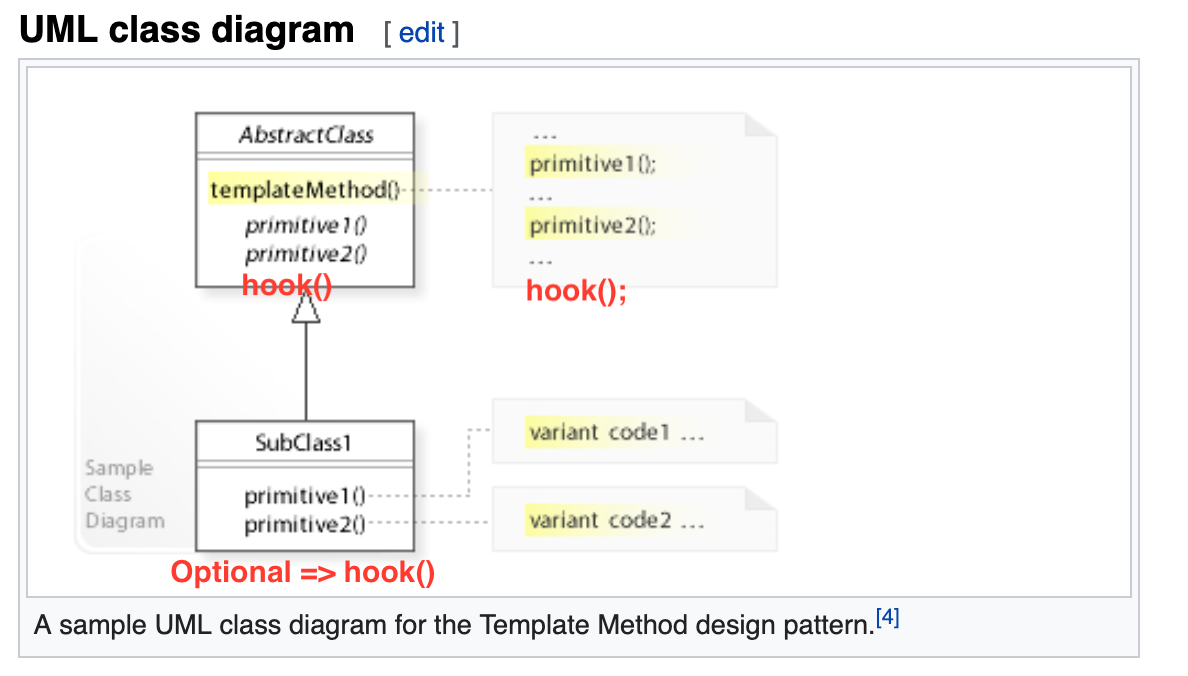 UML class diagram [ edit ]
AbstractClass
templateMethod()
primitive1()
primitive2()
hook()
...
primitive1();
...
primitive2();
...
hook();
SubClass1
primitive1()
primitive2()
Optional => hook()
variant code1 ...
variant code2 ...
Sample
Class
Diagram
A sample UML class diagram for the Template Method design pattern.[4]